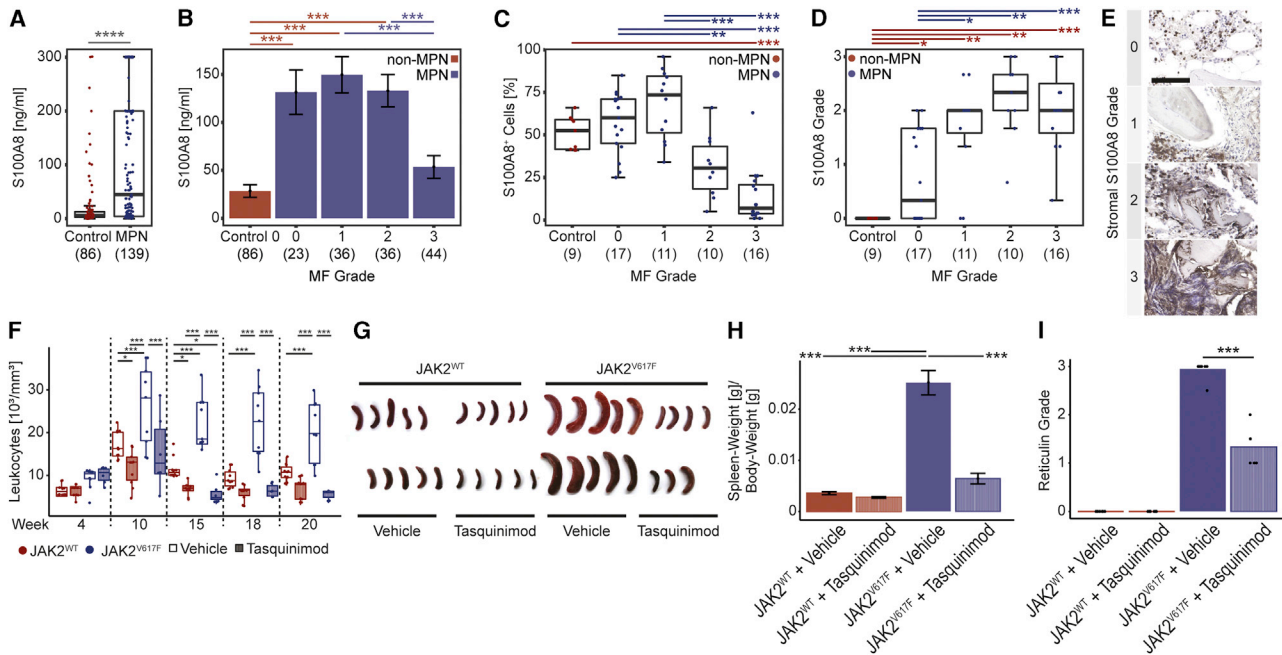 A
****
S100A8 [ng/ml]
300
200
100
0
Control MPN
(86) (139)
B
***
***
***
***
***
non-MPN
MPN
S100A8 [ng/ml]
150
100
50
0
Control 0 0 1 2 3
(86) (23) (36) (36) (44)
MF Grade
C
***
***
**
***
non-MPN
MPN
S100A8⁺ Cells [%]
100
75
50
25
0
Control 0 1 2 3
(9) (17) (11) (10) (16)
MF Grade
D
***
**
*
***
**
**
*
non-MPN
MPN
S100A8 Grade
3
2
1
0
Control 0 1 2 3
(9) (17) (11) (10) (16)
MF Grade
E
Stromal S100A8 Grade
0
1
2
3
F
*** ***
***
*
*** ***
*
***
*
*** ***
***
*** ***
***
Leukocytes [10³/mm³]
30
20
10
Week 4 10 15 18 20
JAK2ᵂᵀ JAK2ⱽ⁶¹⁷ᶠ Vehicle Tasquinimod
G
JAK2ᵂᵀ JAK2ⱽ⁶¹⁷ᶠ
Vehicle Tasquinimod Vehicle Tasquinimod
H
*** *** ***
Spleen-Weight [g]/
Body-Weight [g]
0.02
0.01
0
JAK2ᵂᵀ + Vehicle
JAK2ᵂᵀ + Tasquinimod
JAK2ⱽ⁶¹⁷ᶠ + Vehicle
JAK2ⱽ⁶¹⁷ᶠ + Tasquinimod
I
***
Reticulin Grade
3
2
1
0
JAK2ᵂᵀ + Vehicle
JAK2ᵂᵀ + Tasquinimod
JAK2ⱽ⁶¹⁷ᶠ + Vehicle
JAK2ⱽ⁶¹⁷ᶠ + Tasquinimod